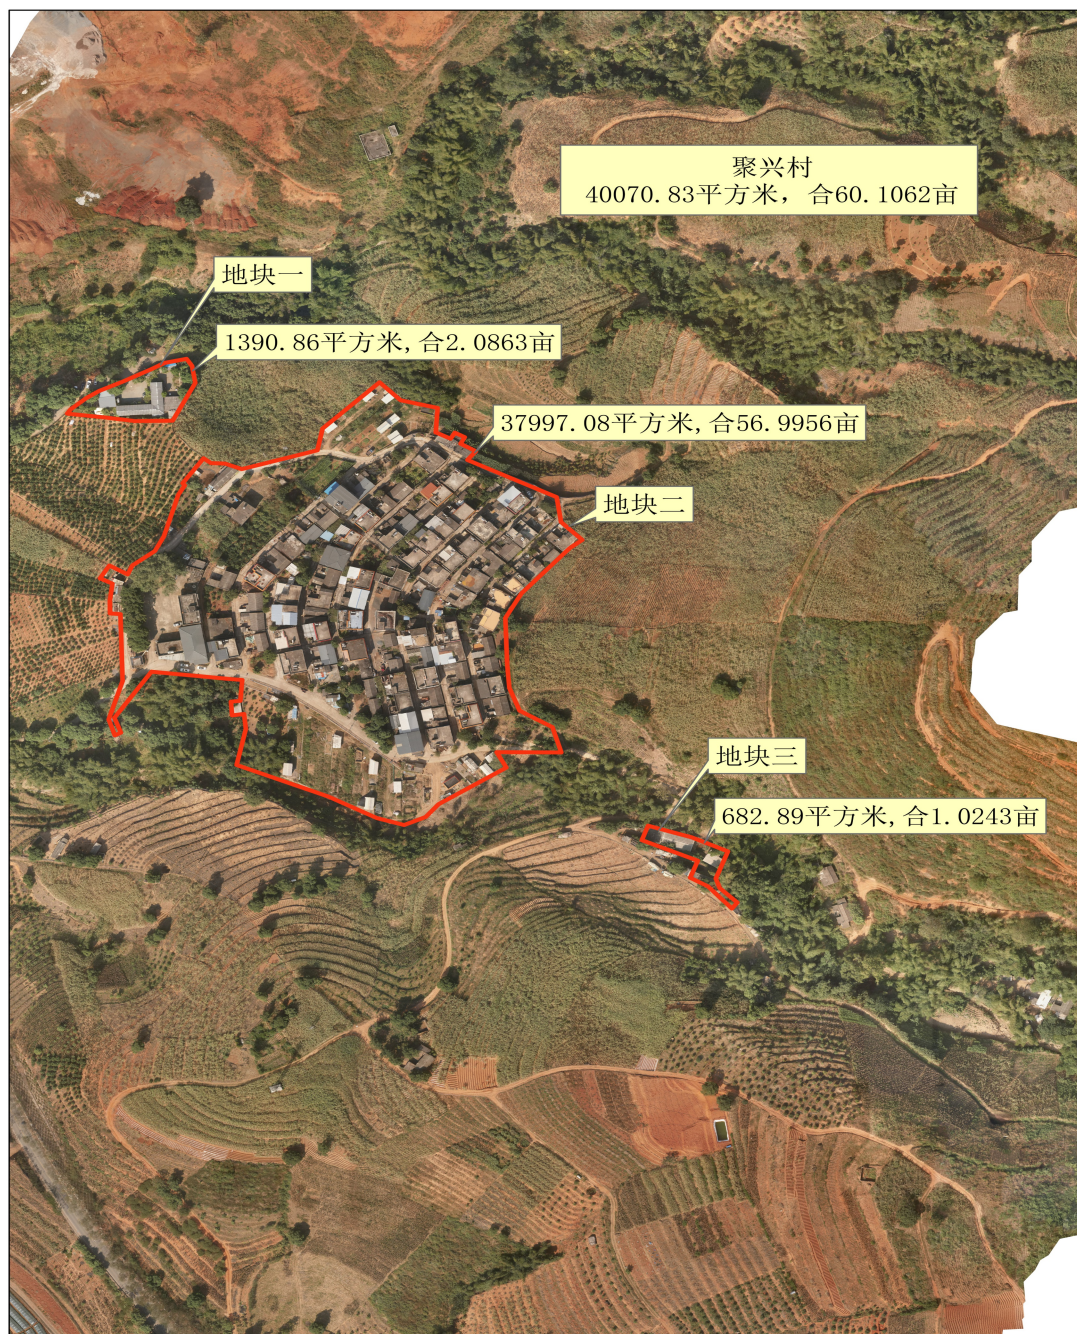 聚兴村
40070.83平方米，合60.1062亩
地块一
1390.86平方米,合2.0863亩
37997.08平方米,合56.9956亩
地块二
地块三
682.89平方米,合1.0243亩